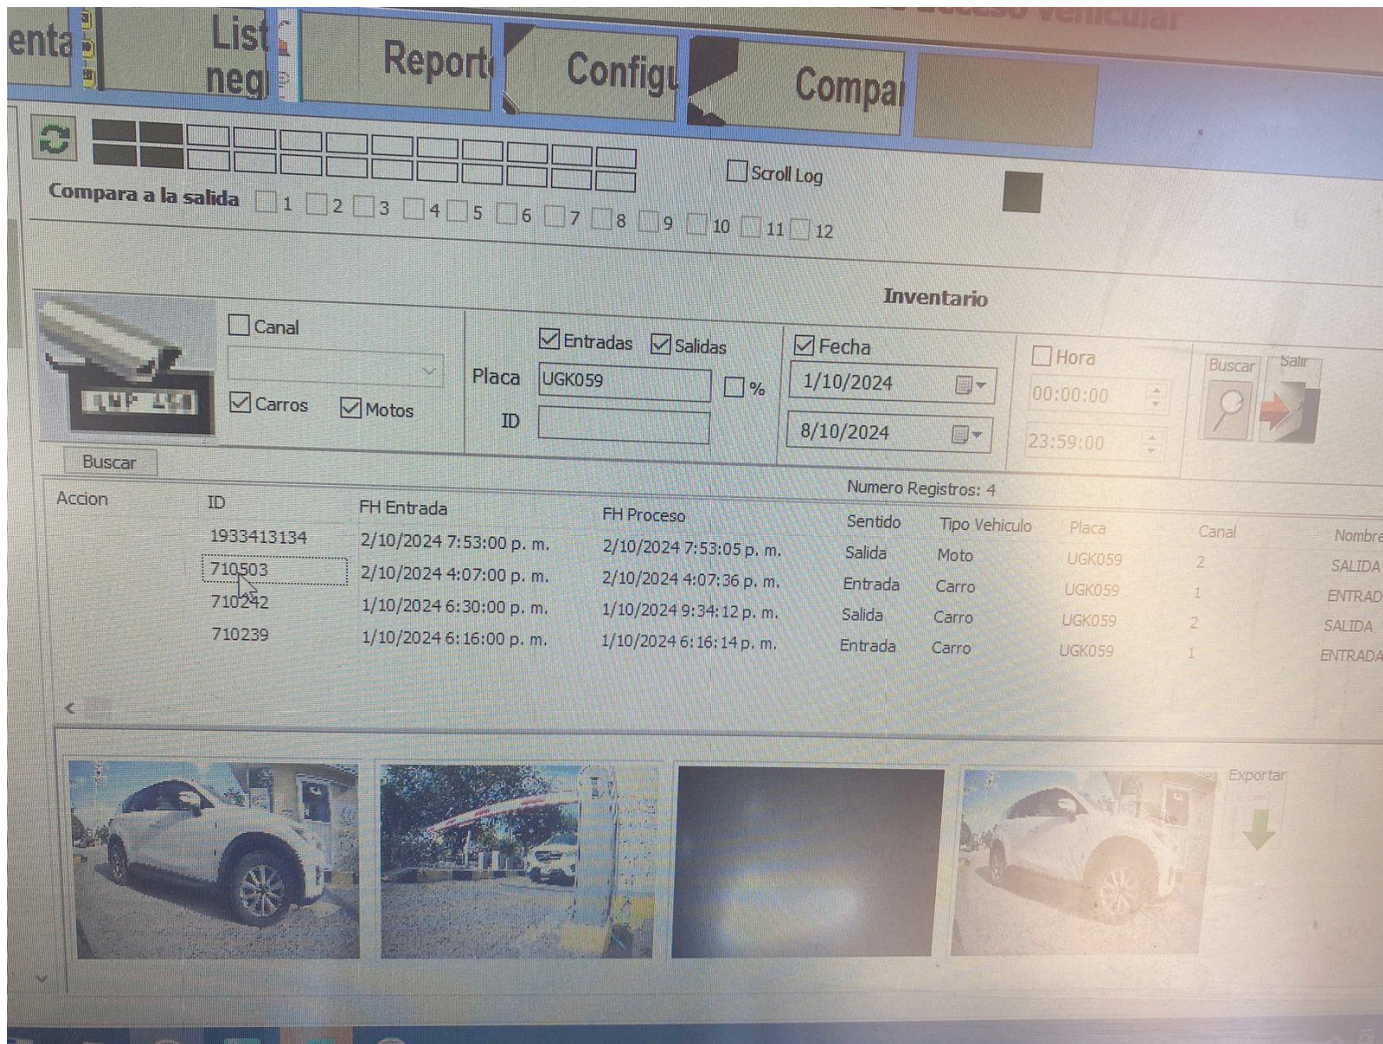 de acceso vehicular
enta
List
neg
Report
Config
Compar
Scroll Log
Compara a la salida 1 2 3 4 5 6 7 8 9 10 11 12
Inventario
Canal
Entradas Salidas
Fecha
Hora
Buscar
Salir
Placa UGK059 %
1/10/2024
00:00:00
Carros Motos
ID
8/10/2024
23:59:00
Buscar
Numero Registros: 4
Accion ID FH Entrada FH Proceso Sentido Tipo Vehiculo Placa Canal Nombre
1933413134 2/10/2024 7:53:00 p. m. 2/10/2024 7:53:05 p. m. Salida Moto UGK059 2 SALIDA
710503 2/10/2024 4:07:00 p. m. 2/10/2024 4:07:36 p. m. Entrada Carro UGK059 1 ENTRAD
710242 1/10/2024 6:30:00 p. m. 1/10/2024 9:34:12 p. m. Salida Carro UGK059 2 SALIDA
710239 1/10/2024 6:16:00 p. m. 1/10/2024 6:16:14 p. m. Entrada Carro UGK059 1 ENTRADA
Exportar